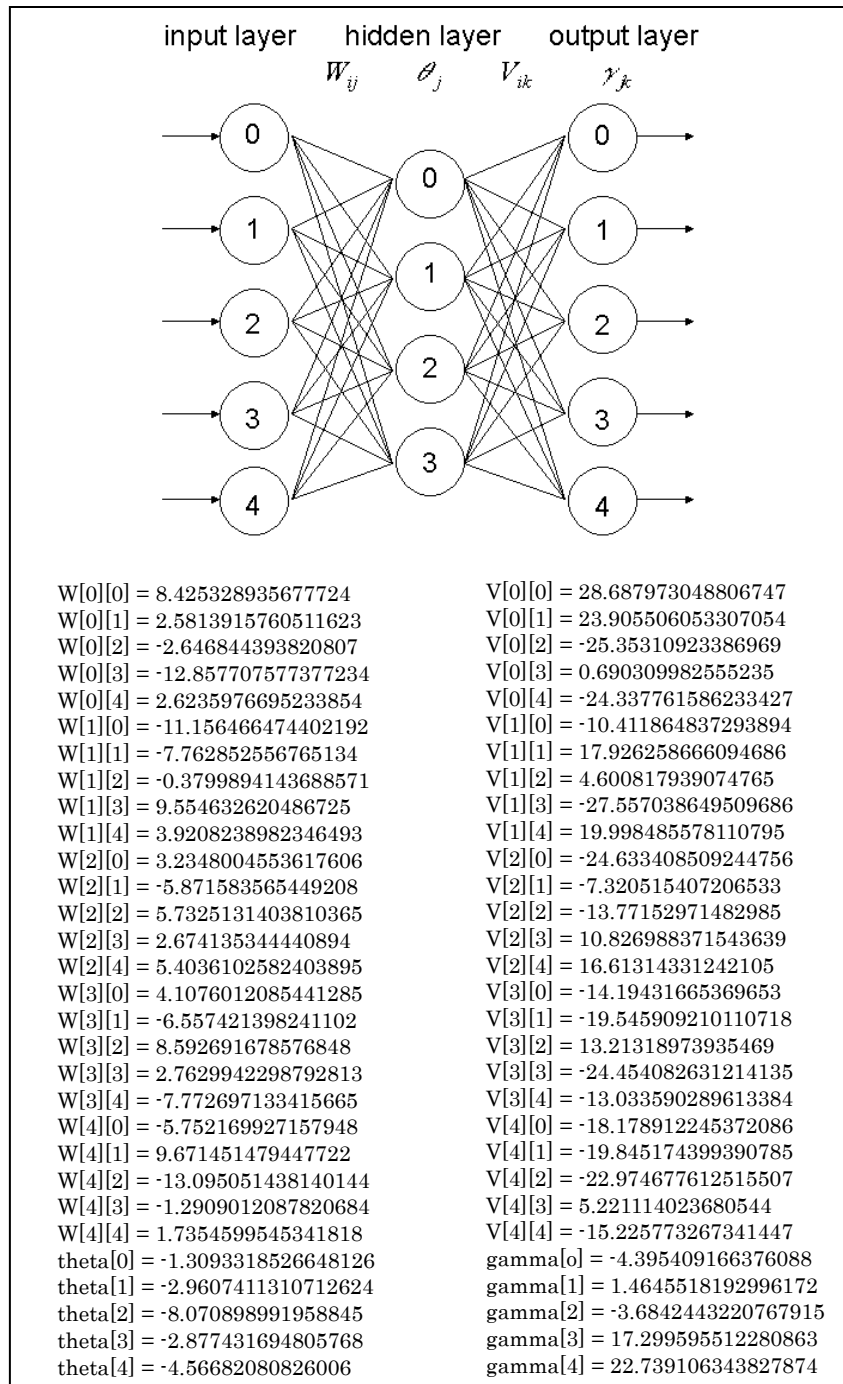 input layer hidden layer output layer
W_ij θ_j V_ik γ_jk
0 0
0
1 1
1
2 2
2
3 3
3
4 4
W[0][0] = 8.425328935677724
W[0][1] = 2.5813915760511623
W[0][2] = -2.646844393820807
W[0][3] = -12.857707577377234
W[0][4] = 2.6235976695233854
W[1][0] = -11.156466474402192
W[1][1] = -7.762852556765134
W[1][2] = -0.3799894143688571
W[1][3] = 9.554632620486725
W[1][4] = 3.9208238982346493
W[2][0] = 3.2348004553617606
W[2][1] = -5.871583565449208
W[2][2] = 5.7325131403810365
W[2][3] = 2.674135344440894
W[2][4] = 5.4036102582403895
W[3][0] = 4.1076012085441285
W[3][1] = -6.557421398241102
W[3][2] = 8.592691678576848
W[3][3] = 2.7629942298792813
W[3][4] = -7.772697133415665
W[4][0] = -5.752169927157948
W[4][1] = 9.671451479447722
W[4][2] = -13.095051438140144
W[4][3] = -1.2909012087820684
W[4][4] = 1.7354599545341818
theta[0] = -1.3093318526648126
theta[1] = -2.9607411310712624
theta[2] = -8.070898991958845
theta[3] = -2.877431694805768
theta[4] = -4.56682080826006
V[0][0] = 28.687973048806747
V[0][1] = 23.905506053307054
V[0][2] = -25.35310923386969
V[0][3] = 0.690309982555235
V[0][4] = -24.337761586233427
V[1][0] = -10.411864837293894
V[1][1] = 17.926258666094686
V[1][2] = 4.600817939074765
V[1][3] = -27.557038649509686
V[1][4] = 19.998485578110795
V[2][0] = -24.633408509244756
V[2][1] = -7.320515407206533
V[2][2] = -13.77152971482985
V[2][3] = 10.826988371543639
V[2][4] = 16.61314331242105
V[3][0] = -14.19431665369653
V[3][1] = -19.545909210110718
V[3][2] = 13.21318973935469
V[3][3] = -24.454082631214135
V[3][4] = -13.033590289613384
V[4][0] = -18.178912245372086
V[4][1] = -19.845174399390785
V[4][2] = -22.974677612515507
V[4][3] = 5.221114023680544
V[4][4] = -15.225773267341447
gamma[o] = -4.395409166376088
gamma[1] = 1.4645518192996172
gamma[2] = -3.6842443220767915
gamma[3] = 17.299595512280863
gamma[4] = 22.739106343827874